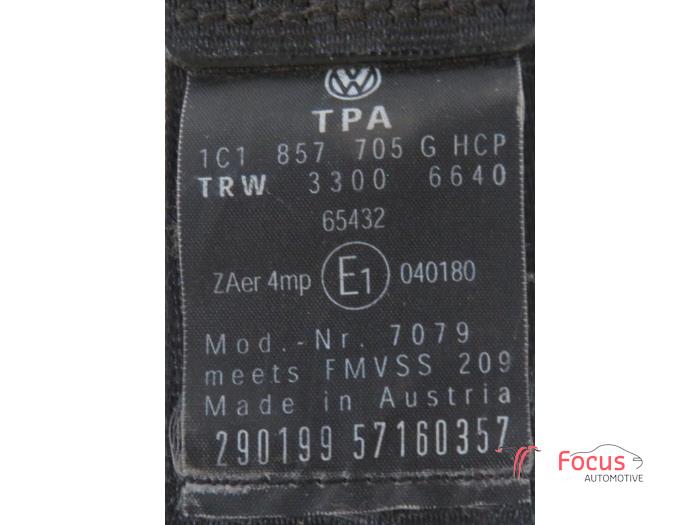 TPA
1C1 857 705 G HCP
TRW 3300 6640
65432
ZAer 4mp E1 040180
Mod.-Nr. 7079
meets FMVSS 209
Made in Austria
290199 57160357
Focus
AUTOMOTIVE